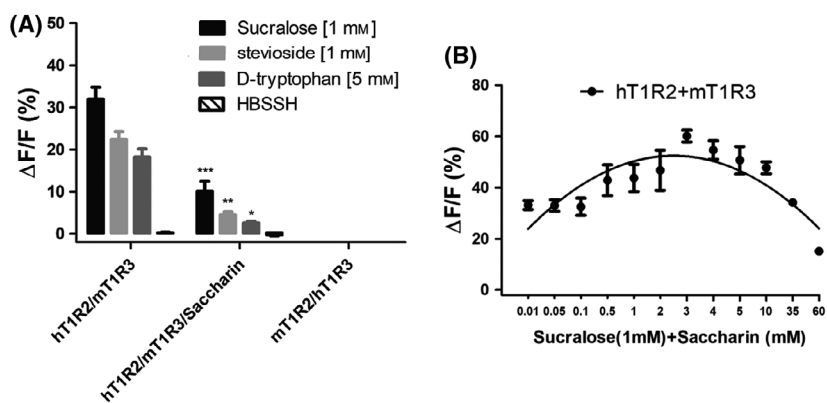 (A)
ΔF/F (%)
50
40
30
20
10
0
Sucralose [1 mM]
stevioside [1 mM]
D-tryptophan [5 mM]
HBSSH
***
**
*
hT1R2/mT1R3
hT1R2/mT1R3/Saccharin
mT1R2/hT1R3
(B)
ΔF/F (%)
80
60
40
20
0
hT1R2+mT1R3
0.01 0.05 0.1 0.5 1 2 3 4 5 10 35 60
Sucralose(1mM)+Saccharin (mM)